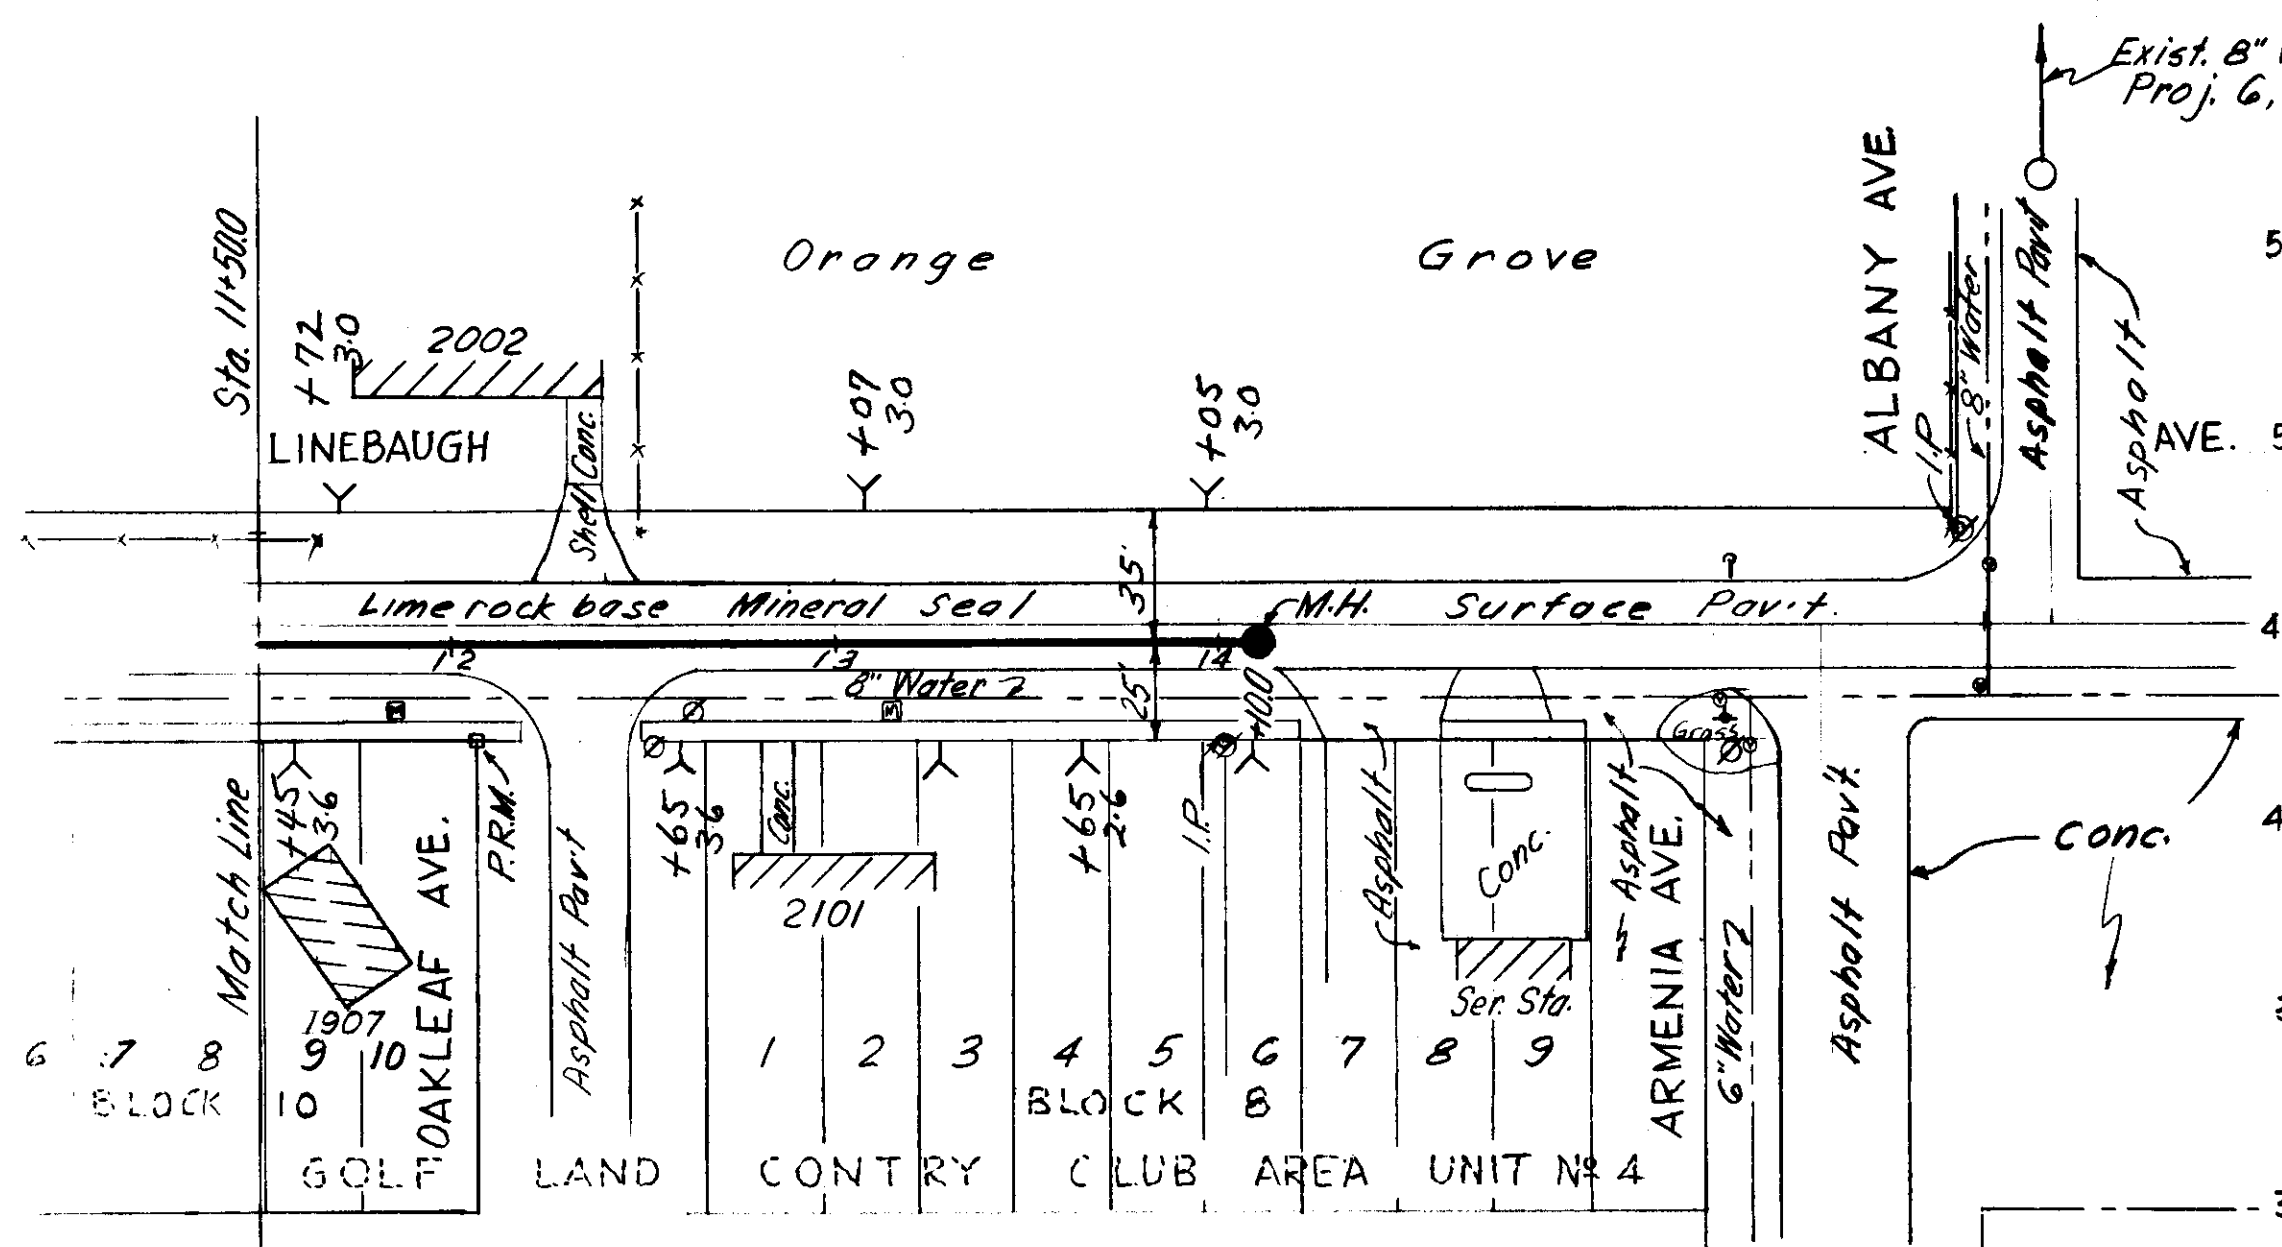 Exist. 8"
Proj. 6,
ALBANY AVE.
Sta. 11+50.0
Orange Grove
8" Water
Asphalt Pav't
Asphalt
5
+72
3.0
2002
+07
3.0
+05
3.0
I.P.
LINEBAUGH
AVE.
5
Conc.
Shell
35'
Limerock base Mineral Seal
M.H.
Surface Pav't.
4
12
13
14
8" Water
25'
+10.0
M
M
Grass
Match Line
+45
3.6
P.R.M.
+65
3.6
Conc.
+65
2.6
I.P.
Asphalt
Conc.
Asphalt
Asphalt Pav't.
Conc.
4
OAKLEAF AVE.
Asphalt Pav't
2101
ARMENIA AVE.
6" Water
1907
Ser. Sta.
6 7 8 9 10
1 2 3 4 5 6 7 8 9
BLOCK 10
BLOCK 8
GOLF LAND CONTRY CLUB AREA UNIT Nº 4